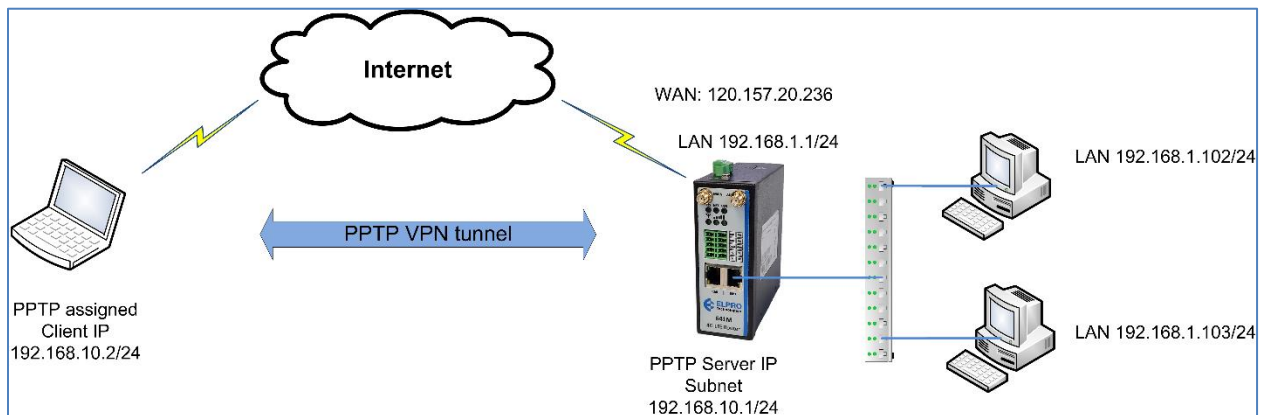 Internet
WAN: 120.157.20.236
LAN 192.168.1.1/24
LAN 192.168.1.102/24
PPTP VPN tunnel
ELPRO
TECHNOLOGIES
PPTP assigned
Client IP
192.168.10.2/24
LAN 192.168.1.103/24
PPTP Server IP
Subnet
192.168.10.1/24